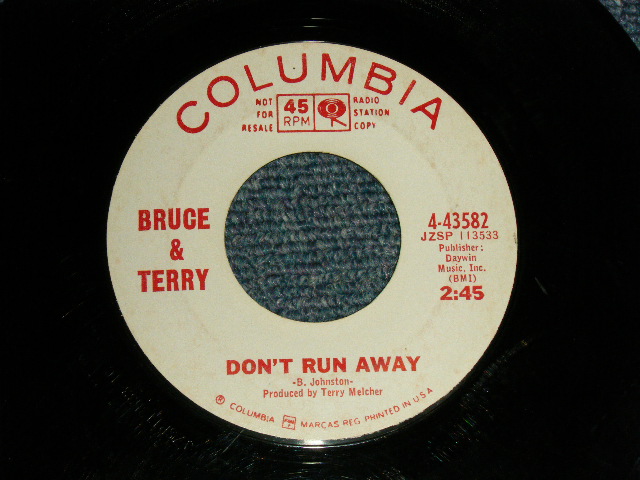 COLUMBIA
NOT FOR RESALE
45 RPM
RADIO STATION COPY
BRUCE
&
TERRY
4-43582
JZSP 113533
Publisher:
Daywin
Music, Inc.
(BMI)
2:45
DON'T RUN AWAY
-B. Johnston-
Produced by Terry Melcher
® COLUMBIA MARCAS REG. PRINTED IN U.S.A.